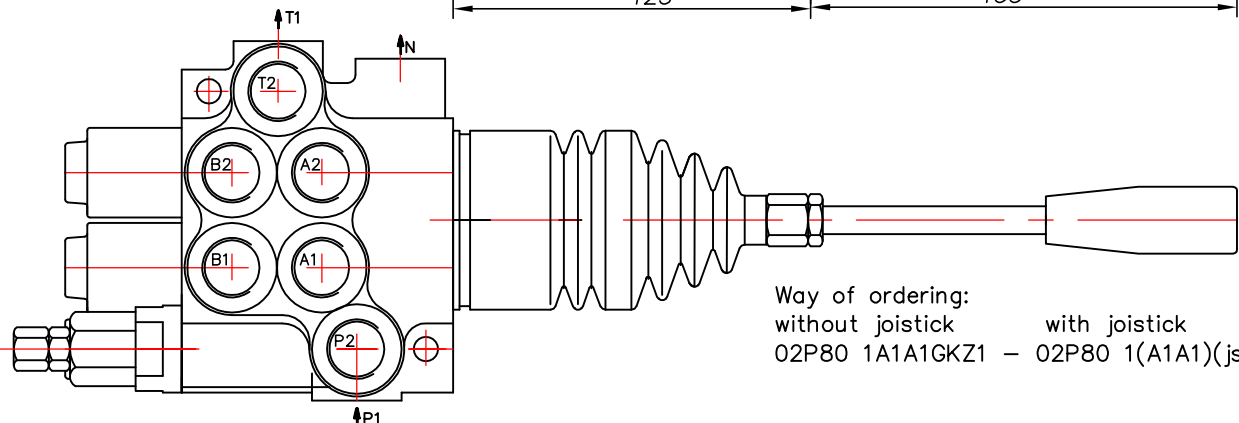 T1
N
T2
B2 A2
B1 A1
P2
P1
Way of ordering:
without joistick with joistick
02P80 1A1A1GKZ1 – 02P80 1(A1A1)(js